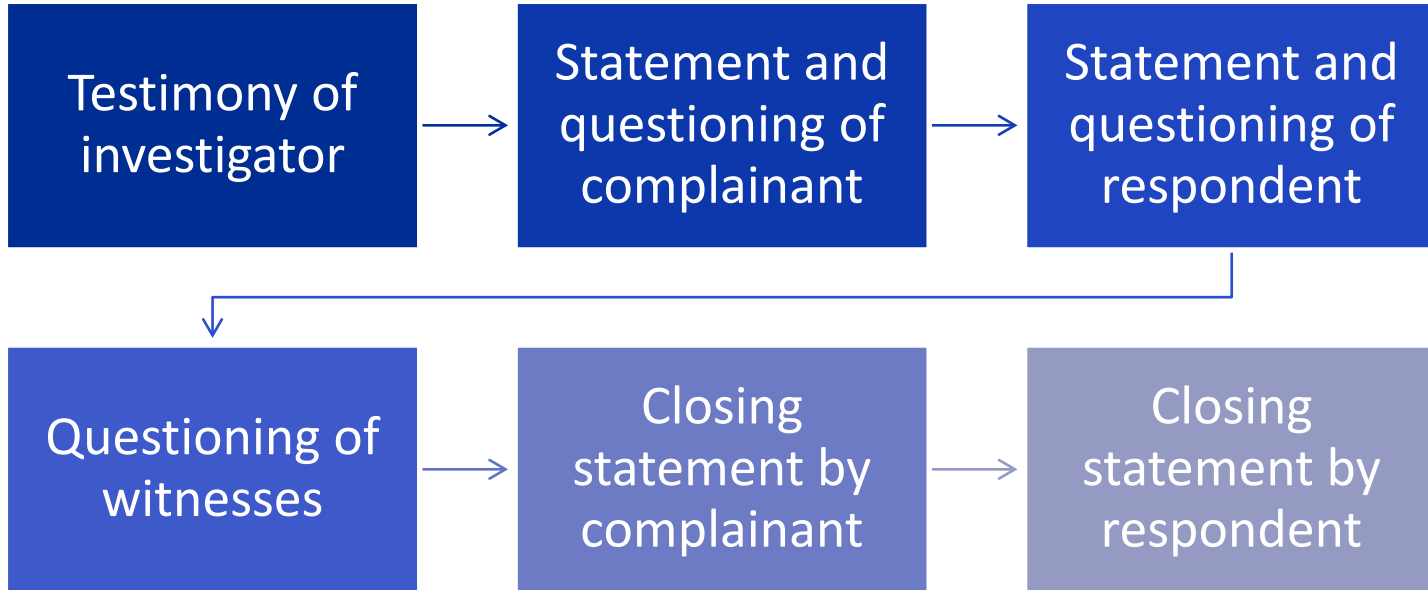 Testimony of
investigator
Statement and
questioning of
complainant
Statement and
questioning of
respondent
Questioning of
witnesses
Closing
statement by
complainant
Closing
statement by
respondent